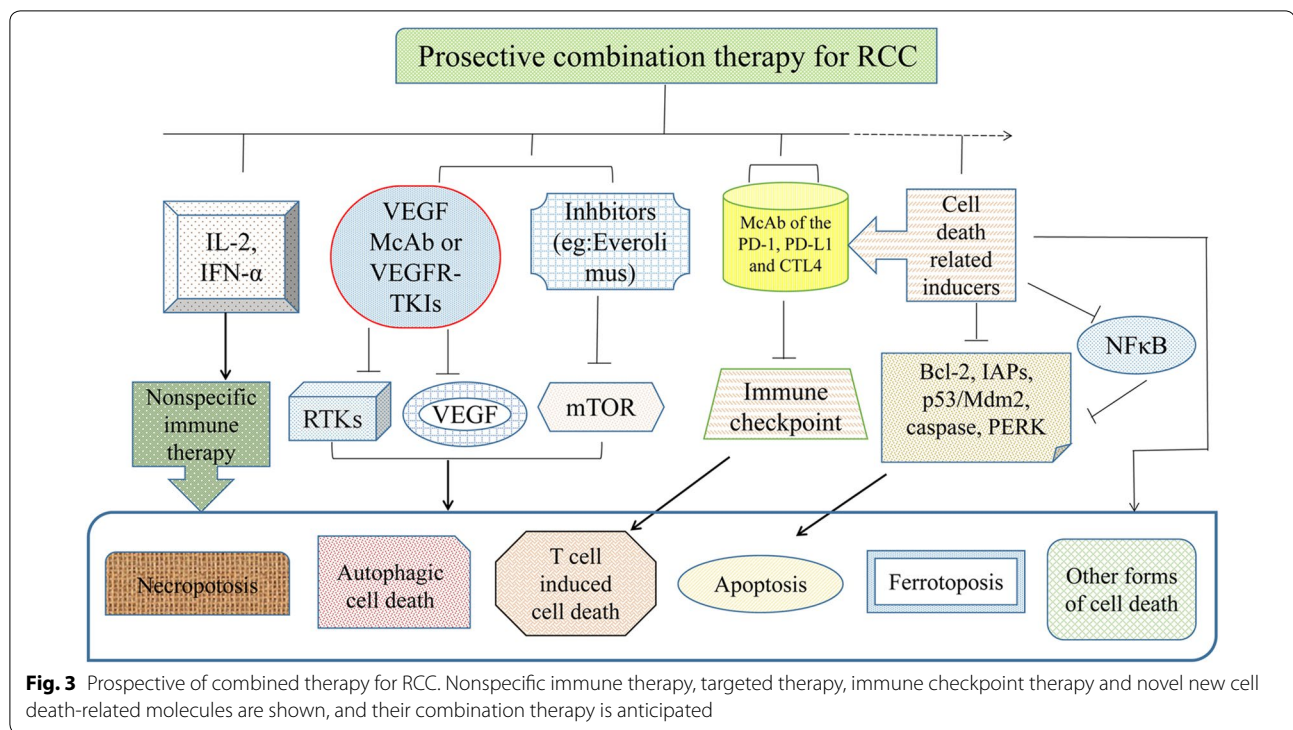 Prosective combination therapy for RCC
IL-2,
IFN-α
VEGF
McAb or
VEGFR-
TKIs
Inhbitors
(eg:Everoli
mus)
McAb of the
PD-1, PD-L1
and CTL4
Cell
death
related
inducers
Nonspecific
immune
therapy
RTKs
VEGF
mTOR
Immune
checkpoint
Bcl-2, IAPs,
p53/Mdm2,
caspase, PERK
NFκB
Necropotosis
Autophagic
cell death
T cell
induced
cell death
Apoptosis
Ferrotoposis
Other forms
of cell death
Fig. 3 Prospective of combined therapy for RCC. Nonspecific immune therapy, targeted therapy, immune checkpoint therapy and novel new cell
death-related molecules are shown, and their combination therapy is anticipated